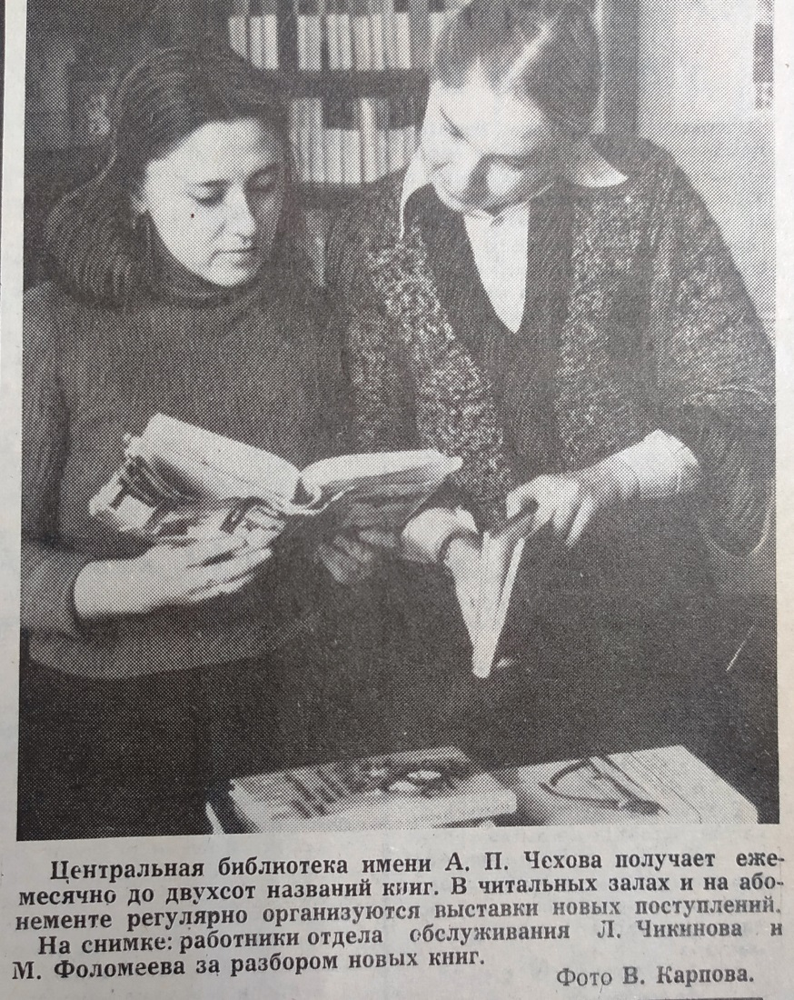 Центральная библиотека имени А. П. Чехова получает еже-
месячно до двухсот названий книг. В читальных залах и на або-
нементе регулярно организуются выставки новых поступлений.
На снимке: работники отдела обслуживания Л. Чикинова и
М. Фоломеева за разбором новых книг.
Фото В. Карпова.